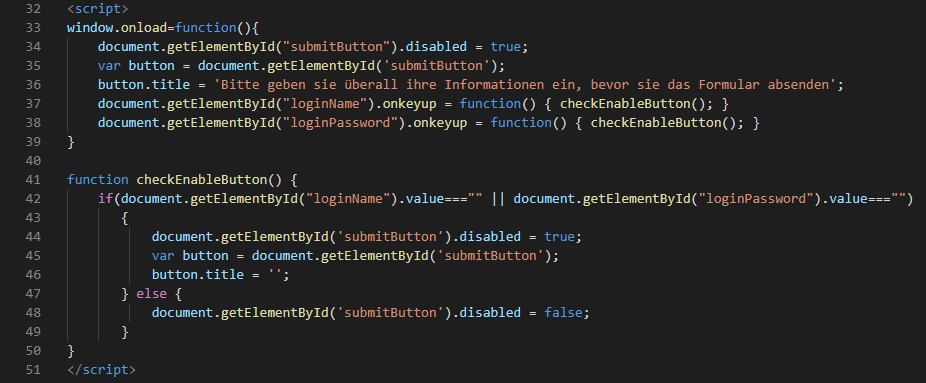 32 <script>
33 window.onload=function(){
34 document.getElementById("submitButton").disabled = true;
35 var button = document.getElementById('submitButton');
36 button.title = 'Bitte geben sie überall ihre Informationen ein, bevor sie das Formular absenden';
37 document.getElementById("loginName").onkeyup = function() { checkEnableButton(); }
38 document.getElementById("loginPassword").onkeyup = function() { checkEnableButton(); }
39 }
40
41 function checkEnableButton() {
42 if(document.getElementById("loginName").value==="" || document.getElementById("loginPassword").value==="")
43 {
44 document.getElementById('submitButton').disabled = true;
45 var button = document.getElementById('submitButton');
46 button.title = '';
47 } else {
48 document.getElementById('submitButton').disabled = false;
49 }
50 }
51 </script>